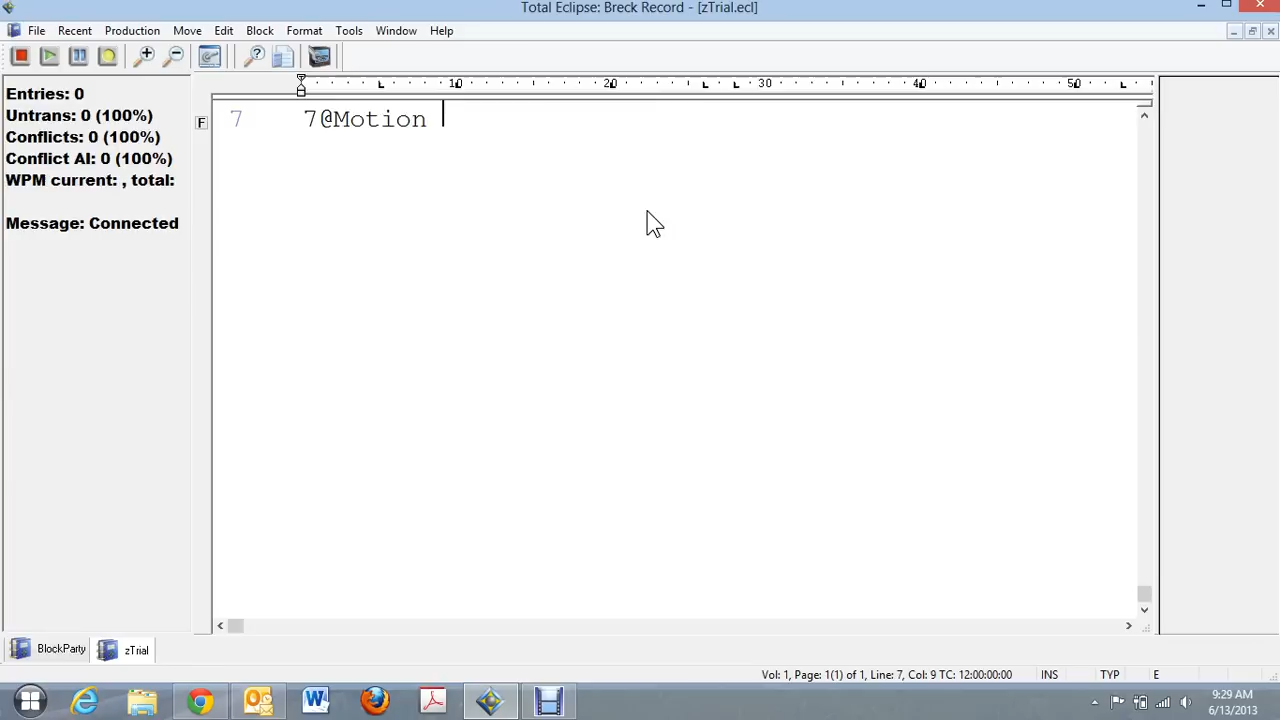 Total Eclipse: Breck Record - [zTrial.ecl]
File Recent Production Move Edit Block Format Tools Window Help
Entries: 0
Untrans: 0 (100%)
Conflicts: 0 (100%)
Conflict AI: 0 (100%)
WPM current: , total:
Message: Connected
10 20 30 40 50
F 7 7@Motion
BlockParty zTrial
Vol: 1, Page: 1(1) of 1, Line: 7, Col: 9 TC: 12:00:00:00 INS TYP E
9:29 AM
6/13/2013